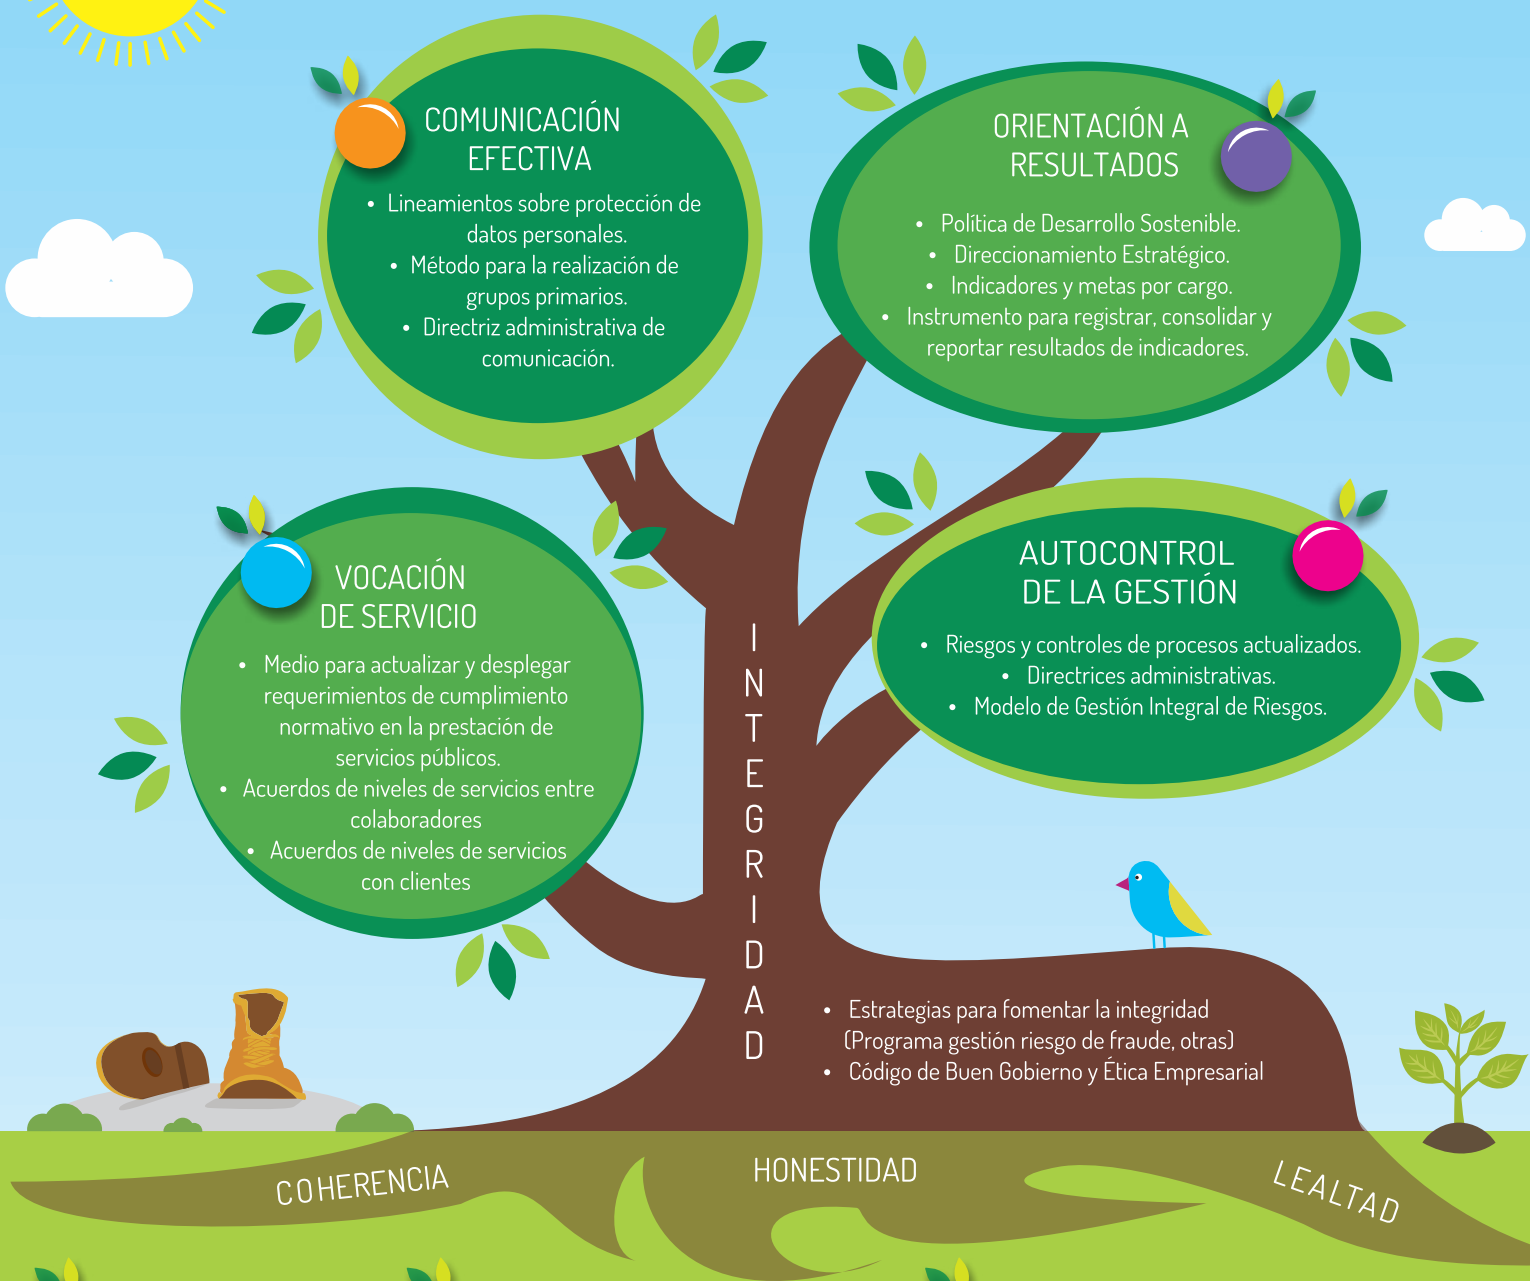 COMUNICACIÓN
EFECTIVA
• Lineamientos sobre protección de
datos personales.
• Método para la realización de
grupos primarios.
• Directriz administrativa de
comunicación.
ORIENTACIÓN A
RESULTADOS
• Política de Desarrollo Sostenible.
• Direccionamiento Estratégico.
• Indicadores y metas por cargo.
• Instrumento para registrar, consolidar y
reportar resultados de indicadores.
VOCACIÓN
DE SERVICIO
• Medio para actualizar y desplegar
requerimientos de cumplimiento
normativo en la prestación de
servicios públicos.
• Acuerdos de niveles de servicios entre
colaboradores
• Acuerdos de niveles de servicios
con clientes
AUTOCONTROL
DE LA GESTIÓN
• Riesgos y controles de procesos actualizados.
• Directrices administrativas.
• Modelo de Gestión Integral de Riesgos.
INTEGRIDAD
• Estrategias para fomentar la integridad
(Programa gestión riesgo de fraude, otras)
• Código de Buen Gobierno y Ética Empresarial
COHERENCIA
HONESTIDAD
LEALTAD